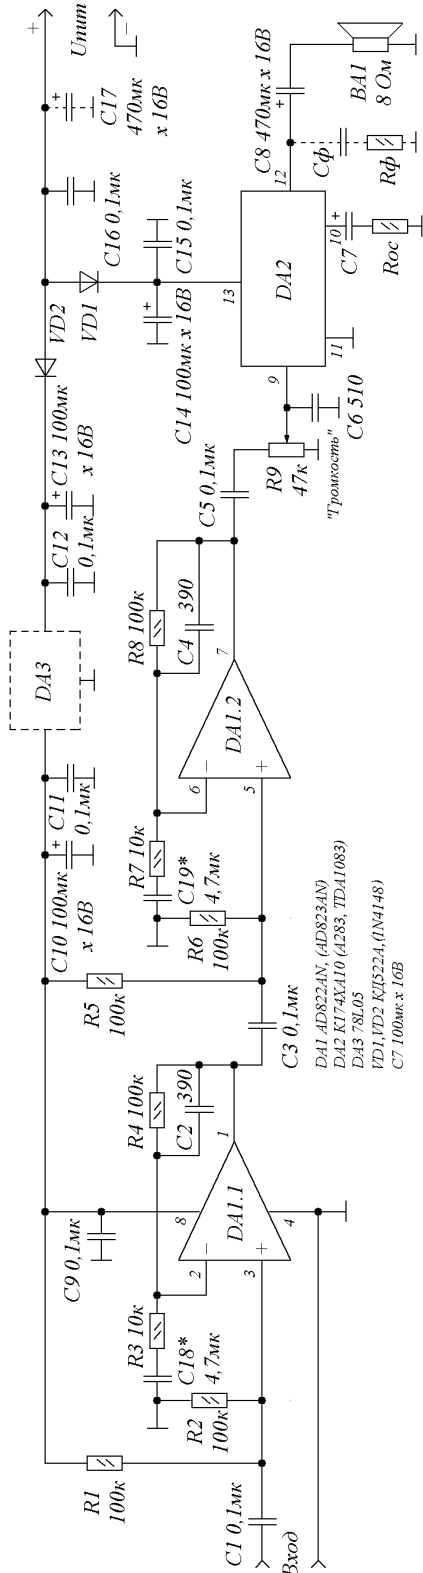 +
Uпит
−
C17
470мк
x 16В
C16 0,1мк
VD2
VD1
C15 0,1мк
C14 100мк x 16В
C13 100мк
x 16В
C12
0,1мк
DA3
C11
0,1мк
C10 100мк
x 16В
R5
100к
C9 0,1мк
R1
100к
C8 470мк x 16В
BA1
8 Ом
Сф
Rф
12
13
DA2
10
C7
Roc
11
9
C6 510
R9
47к
"Громкость"
C5 0,1мк
R8 100к
C4
390
7
DA1.2
6
5
−
+
R7 10к
C19*
4,7мк
R6
100к
C3 0,1мк
R4 100к
C2
390
1
DA1.1
8
4
2
3
−
+
R3 10к
C18*
4,7мк
R2
100к
C1 0,1мк
Вход
DA1 AD822AN, (AD823AN)
DA2 К174ХА10 (A283, TDA1083)
DA3 78L05
VD1,VD2 КД522А,(1N4148)
C7 100мк x 16В